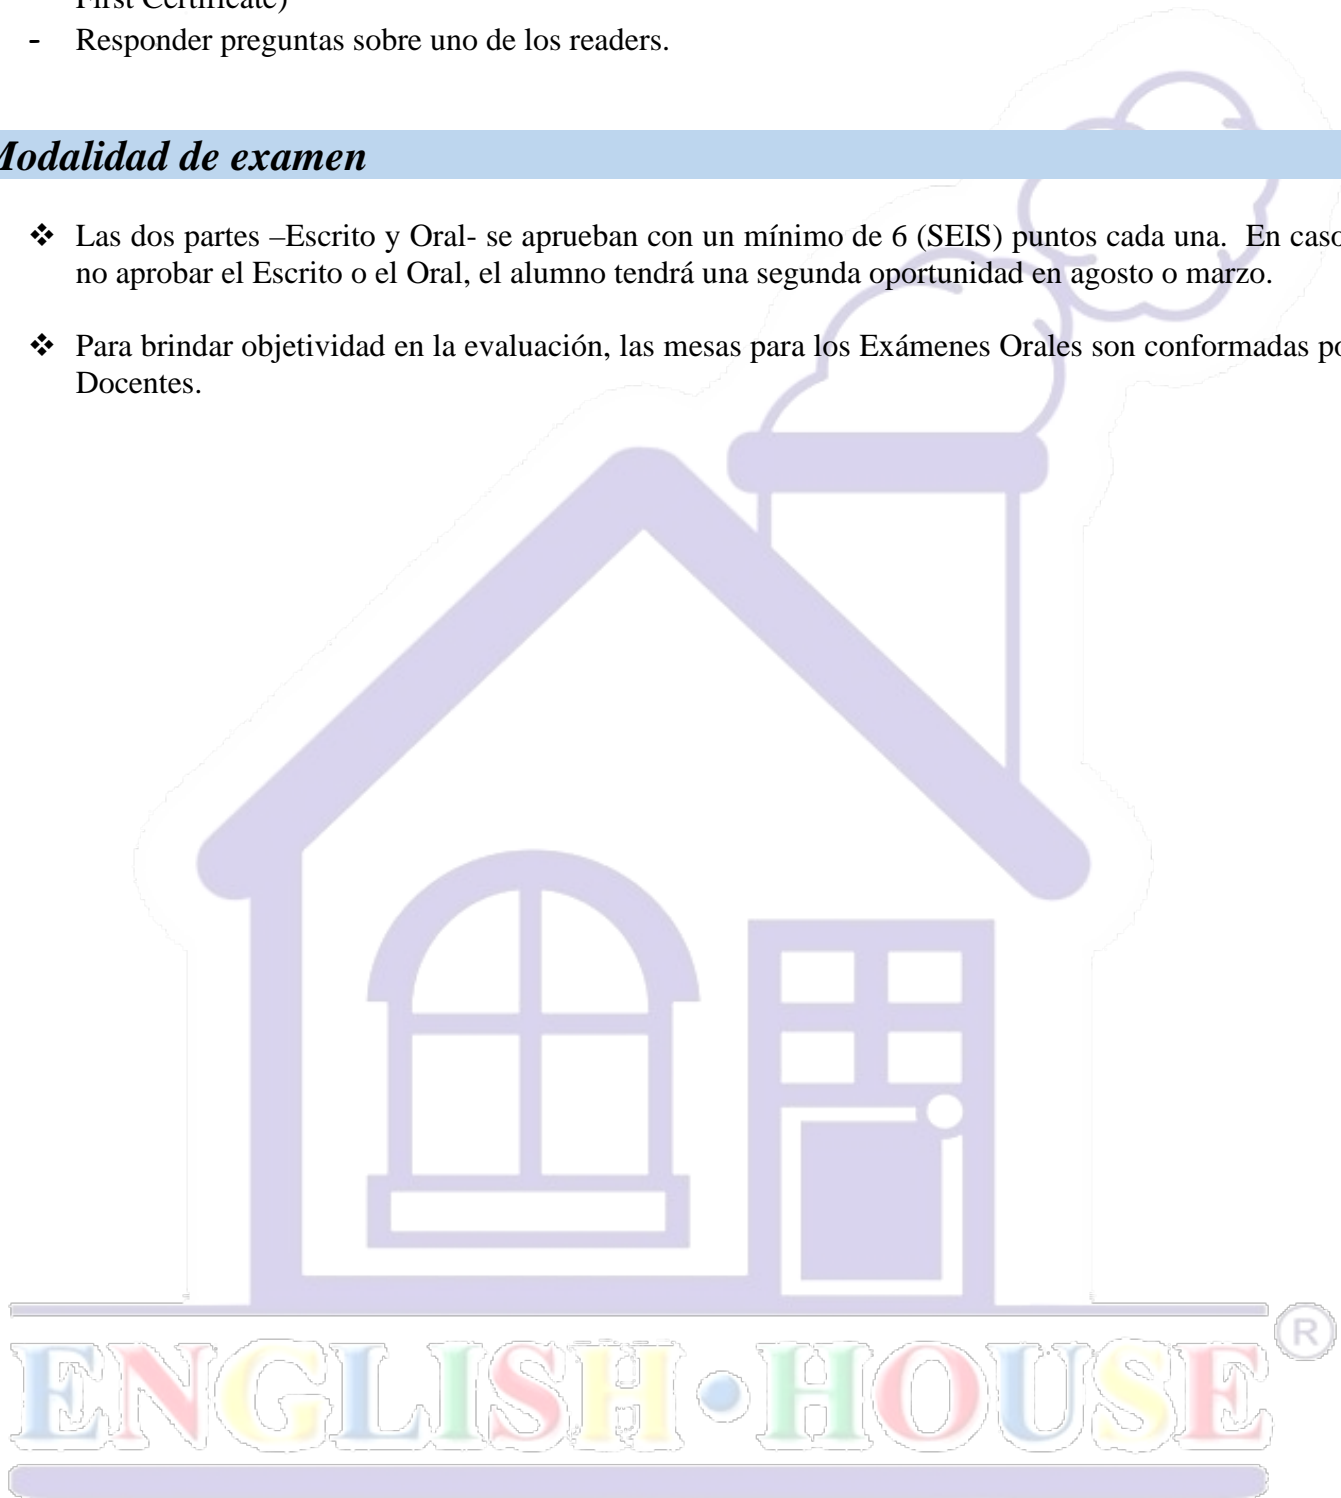 First Certificate)
- Responder preguntas sobre uno de los readers.
Modalidad de examen
❖ Las dos partes –Escrito y Oral- se aprueban con un mínimo de 6 (SEIS) puntos cada una. En caso
no aprobar el Escrito o el Oral, el alumno tendrá una segunda oportunidad en agosto o marzo.
❖ Para brindar objetividad en la evaluación, las mesas para los Exámenes Orales son conformadas po
Docentes.
ENGLISH•HOUSE®